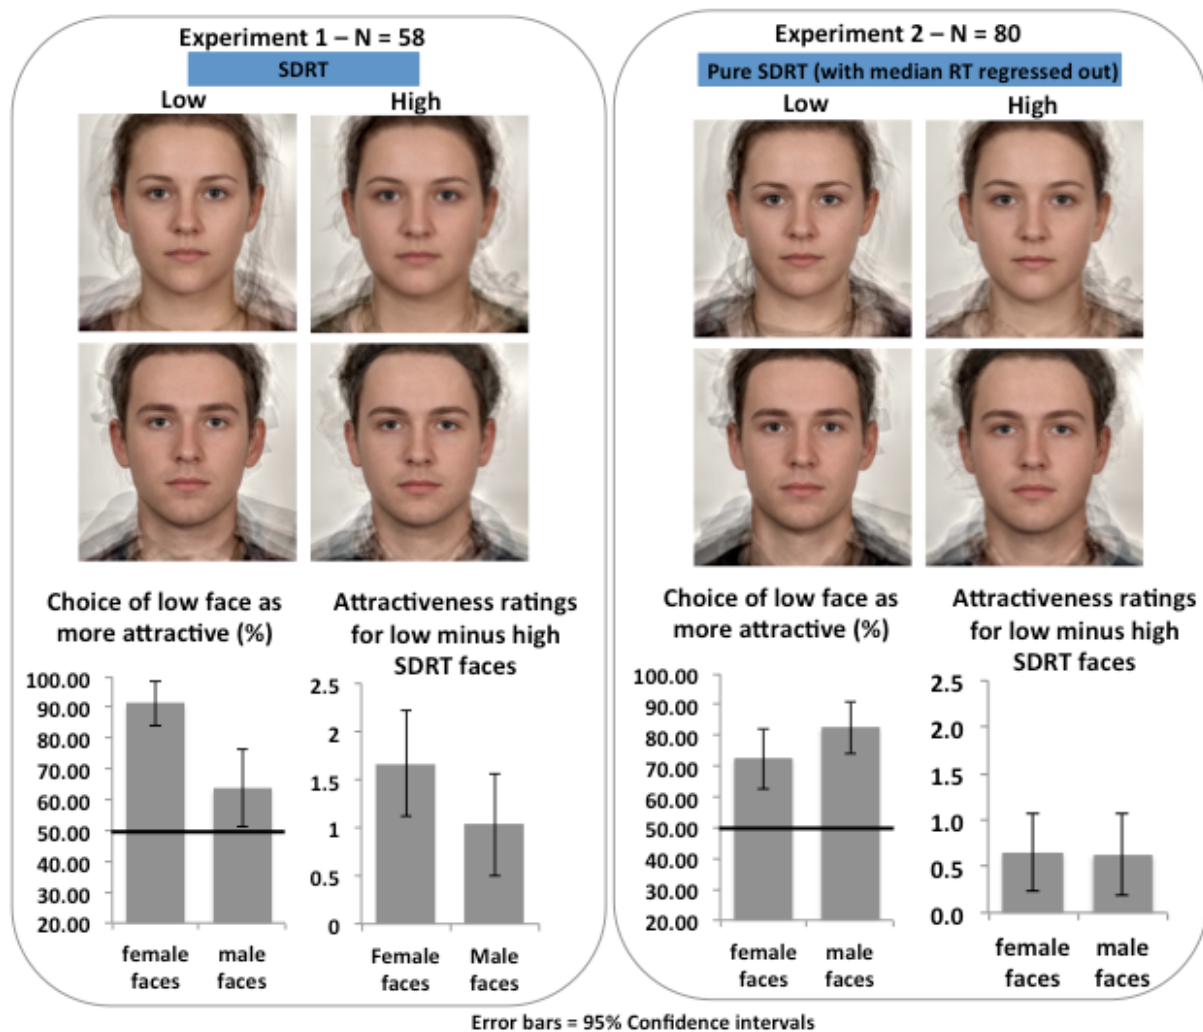 Experiment 1 – N = 58
SDRT
Low High
Choice of low face as
more attractive (%)
100.00
90.00
80.00
70.00
60.00
50.00
40.00
30.00
20.00
female
faces
male
faces
Attractiveness ratings
for low minus high
SDRT faces
2.5
2
1.5
1
0.5
0
Female
faces
Male
faces
Experiment 2 – N = 80
Pure SDRT (with median RT regressed out)
Low High
Choice of low face as
more attractive (%)
100.00
90.00
80.00
70.00
60.00
50.00
40.00
30.00
20.00
female
faces
male
faces
Attractiveness ratings
for low minus high
SDRT faces
2.5
2.0
1.5
1.0
0.5
0.0
female
faces
male
faces
Error bars = 95% Confidence intervals